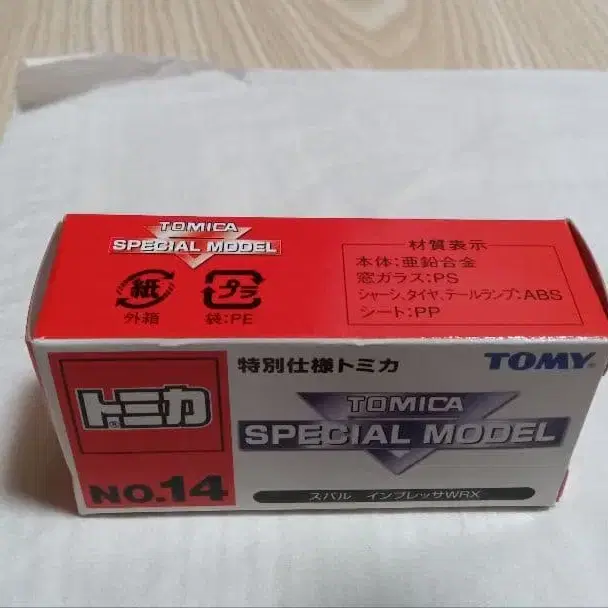 TOMICA
SPECIAL MODEL
紙
外箱
プラ
袋:PE
材質表示
本体:亜鉛合金
窓ガラス:PS
シャーシ、タイヤ、テールランプ:ABS
シート:PP
トミカ®
NO.14
特別仕様トミカ
TOMY®
TOMICA
SPECIAL MODEL
スバル インプレッサWRX